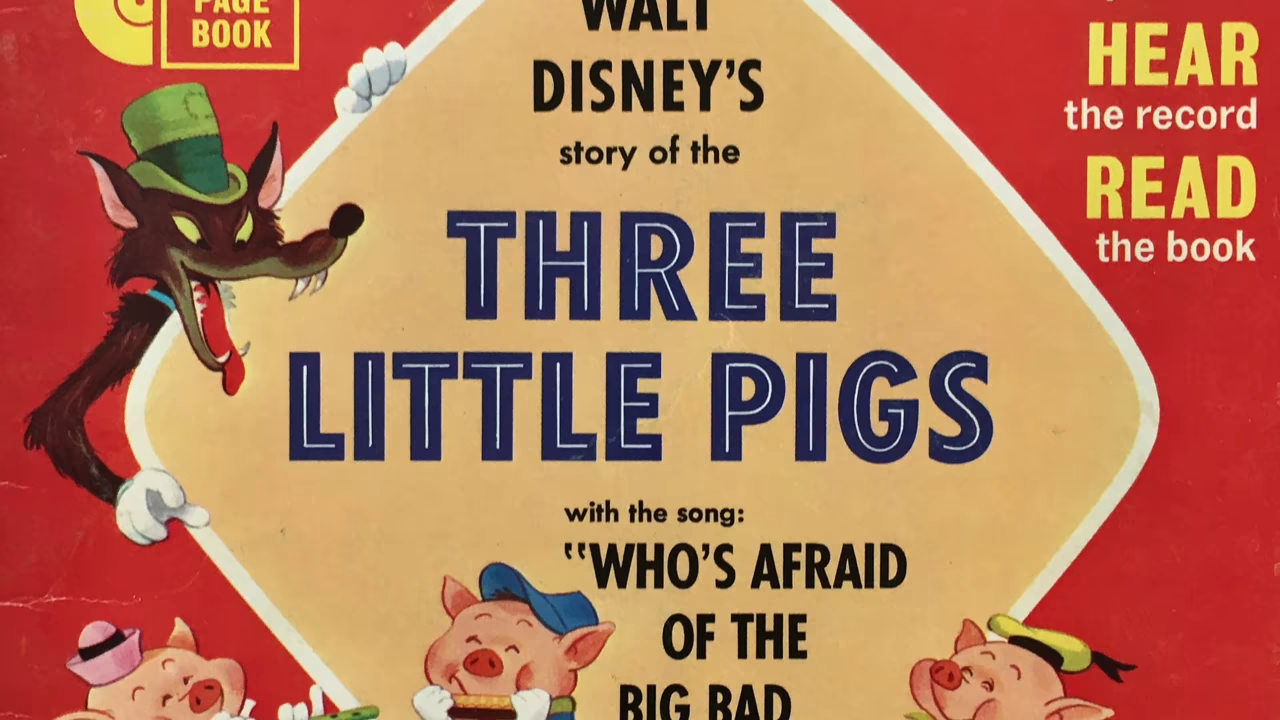 PAGE
BOOK
WALT
DISNEY'S
story of the
THREE
LITTLE PIGS
with the song:
"WHO'S AFRAID
OF THE
BIG BAD
HEAR
the record
READ
the book